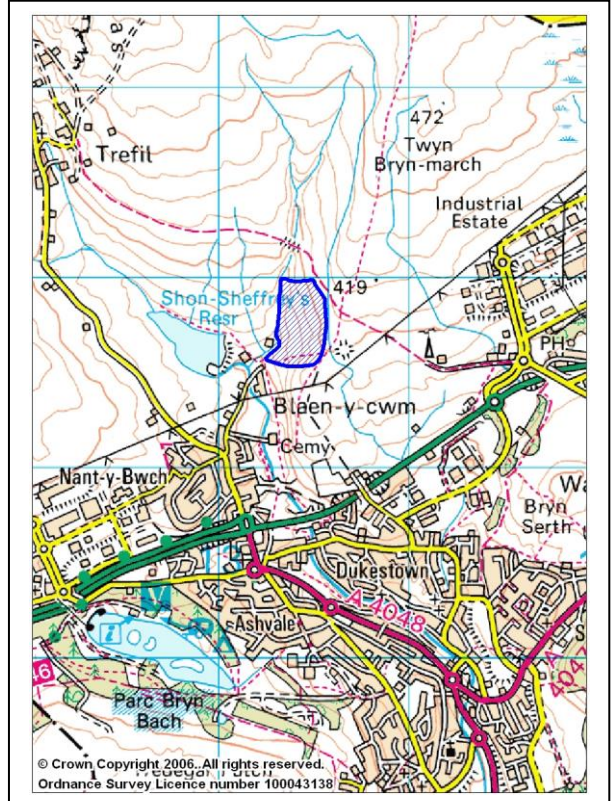 Trefil
472
Twyn
Bryn-march
Industrial
Estate
Shon-Sheffrey's
Resr
419
PH
Blaen-y-cwm
Cemy
Nant-y-Bwch
Bryn
Serth
Dukestown
A 4048
Ashvale
i
46
Parc Bryn
Bach
© Crown Copyright 2006. All rights reserved.
Ordnance Survey Licence number 100043138